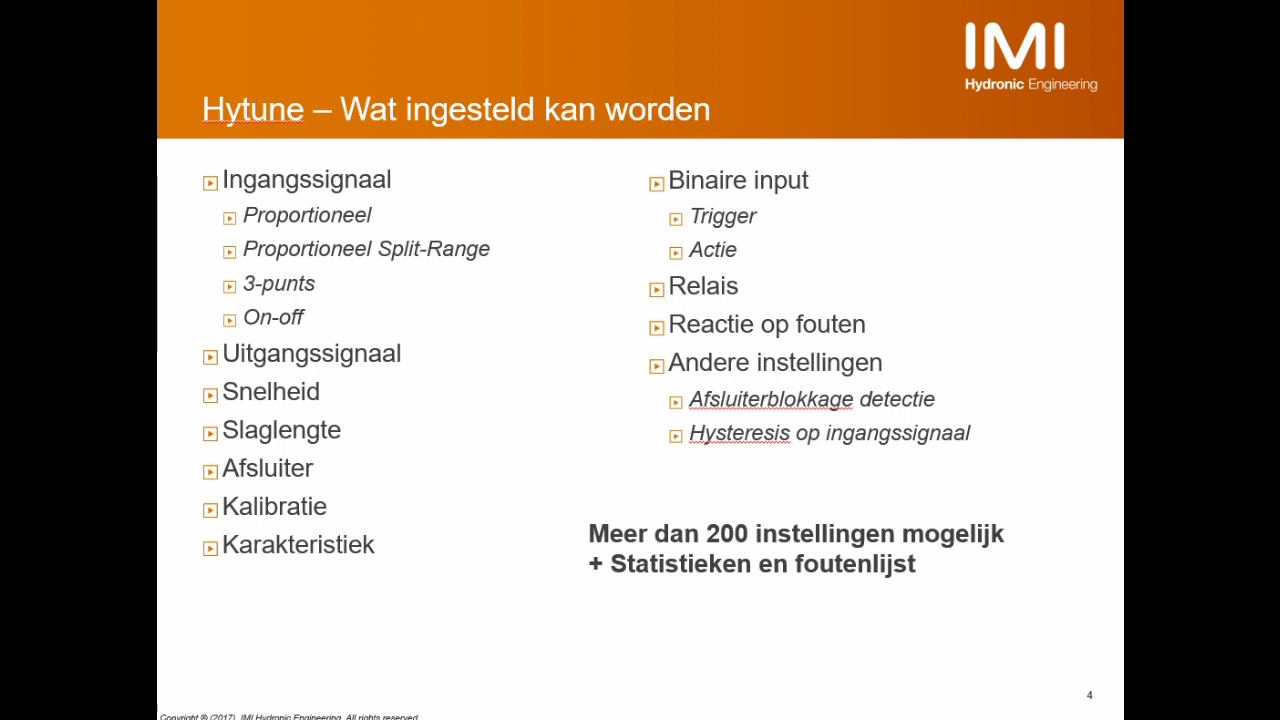 IMI
Hydronic Engineering
Hytune – Wat ingesteld kan worden
Ingangssignaal
Proportioneel
Proportioneel Split-Range
3-punts
On-off
Uitgangssignaal
Snelheid
Slaglengte
Afsluiter
Kalibratie
Karakteristiek
Binaire input
Trigger
Actie
Relais
Reactie op fouten
Andere instellingen
Afsluiterblokkage detectie
Hysteresis op ingangssignaal
Meer dan 200 instellingen mogelijk
+ Statistieken en foutenlijst
4
Copyright ® (2017). IMI Hydronic Engineering. All rights reserved